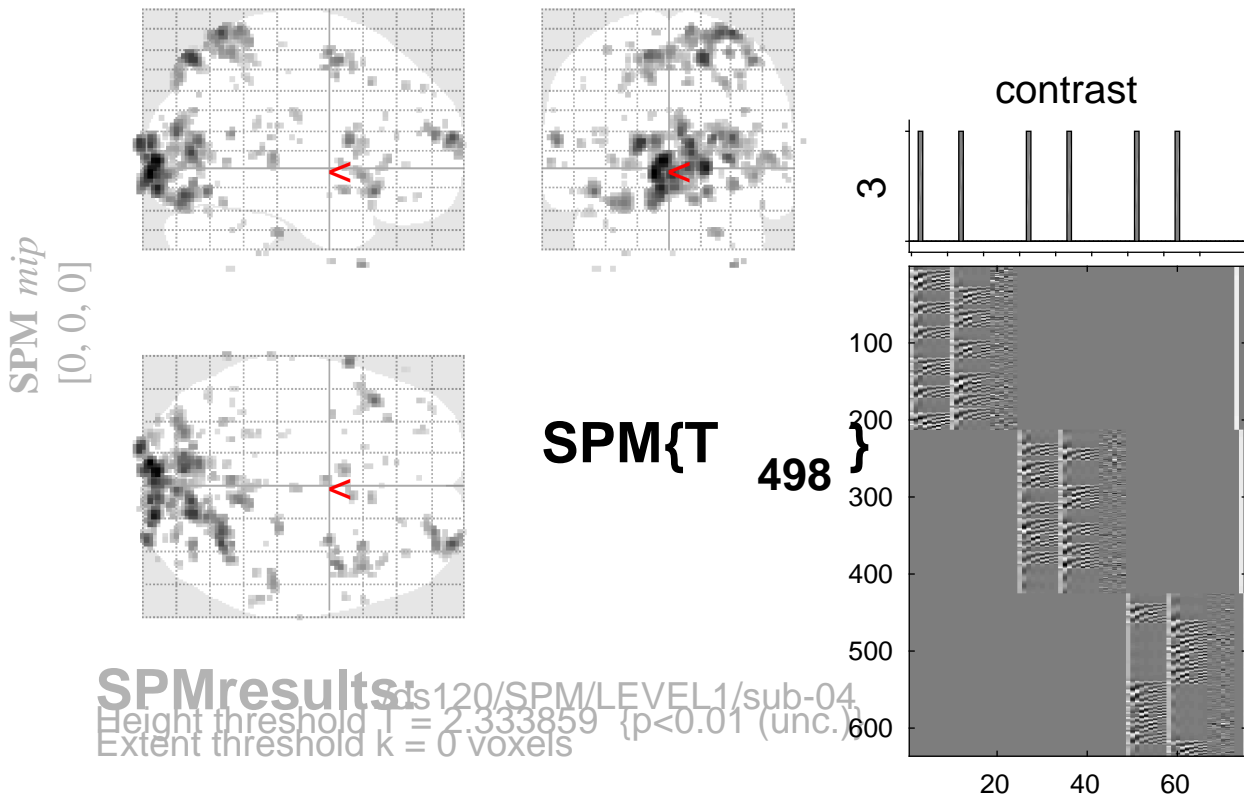 SPM mip
[0, 0, 0]
<
<
<
SPM{T498}
SPMresults: /ds120/SPM/LEVEL1/sub-04
Height threshold T = 2.333859 {p<0.01 (unc.)}
Extent threshold k = 0 voxels
contrast
3
100
200
300
400
500
600
20 40 60